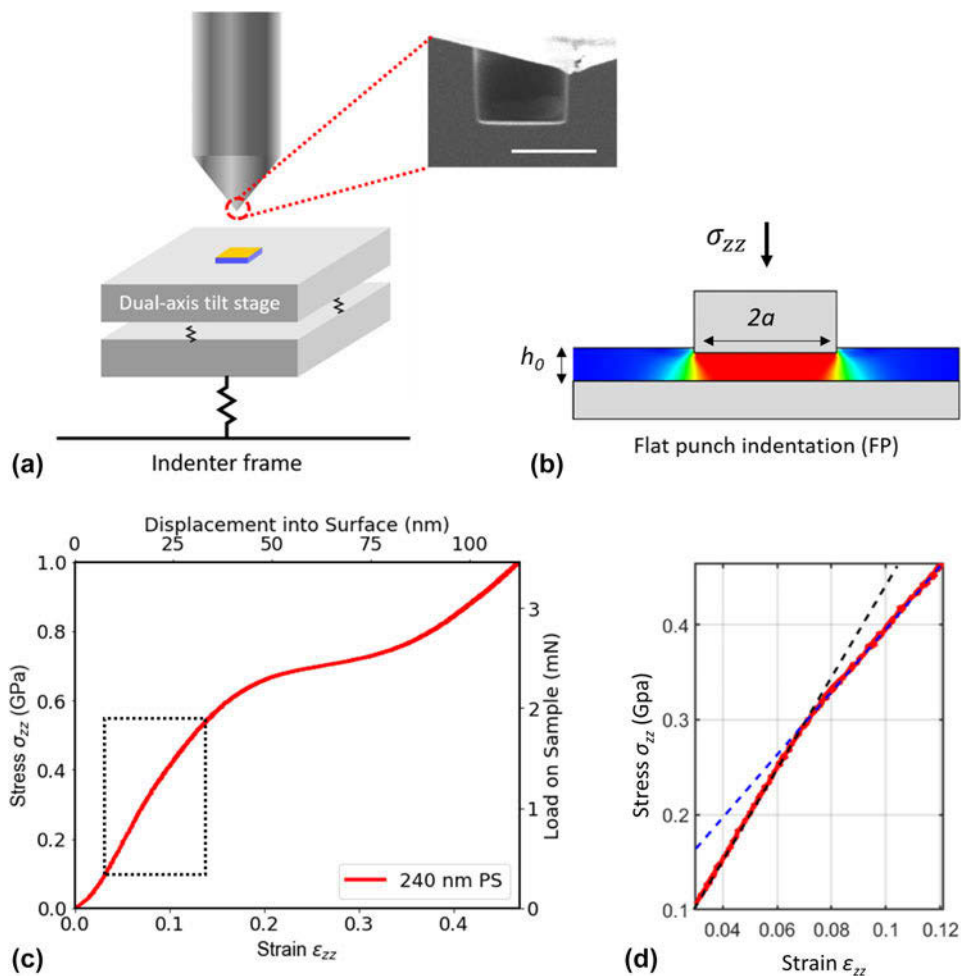 Dual-axis tilt stage
Indenter frame
(a)
σzz
2a
h0
Flat punch indentation (FP)
(b)
Displacement into Surface (nm)
0 25 50 75 100
1.0
0.8
0.6
0.4
0.2
0.0
Stress σzz (GPa)
3
2
1
0
Load on Sample (mN)
240 nm PS
0.0 0.1 0.2 0.3 0.4
Strain εzz
(c)
0.4
0.3
0.2
0.1
Stress σzz (Gpa)
0.04 0.06 0.08 0.1 0.12
Strain εzz
(d)